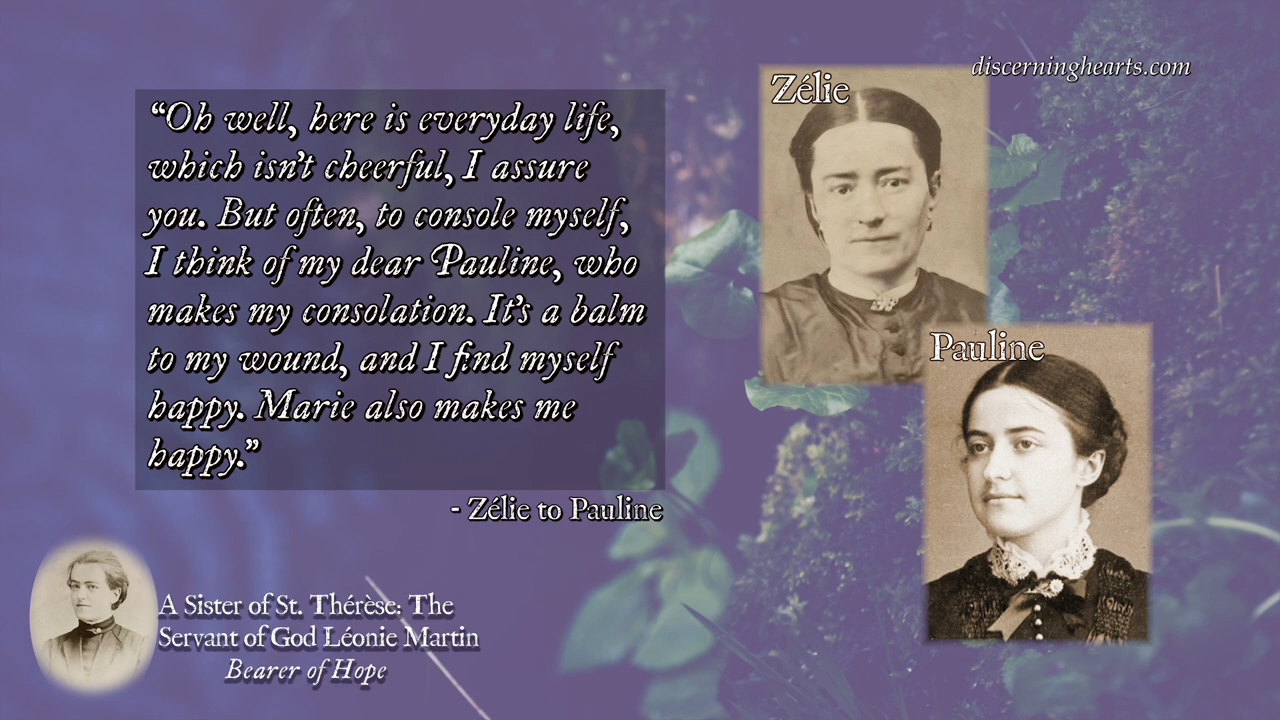 discerninghearts.com
Zélie
“Oh well, here is everyday life,
which isn’t cheerful, I assure
you. But often, to console myself,
I think of my dear Pauline, who
makes my consolation. It’s a balm
to my wound, and I find myself
happy. Marie also makes me
happy.”
- Zélie to Pauline
Pauline
A Sister of St. Thérèse: The
Servant of God Léonie Martin
Bearer of Hope